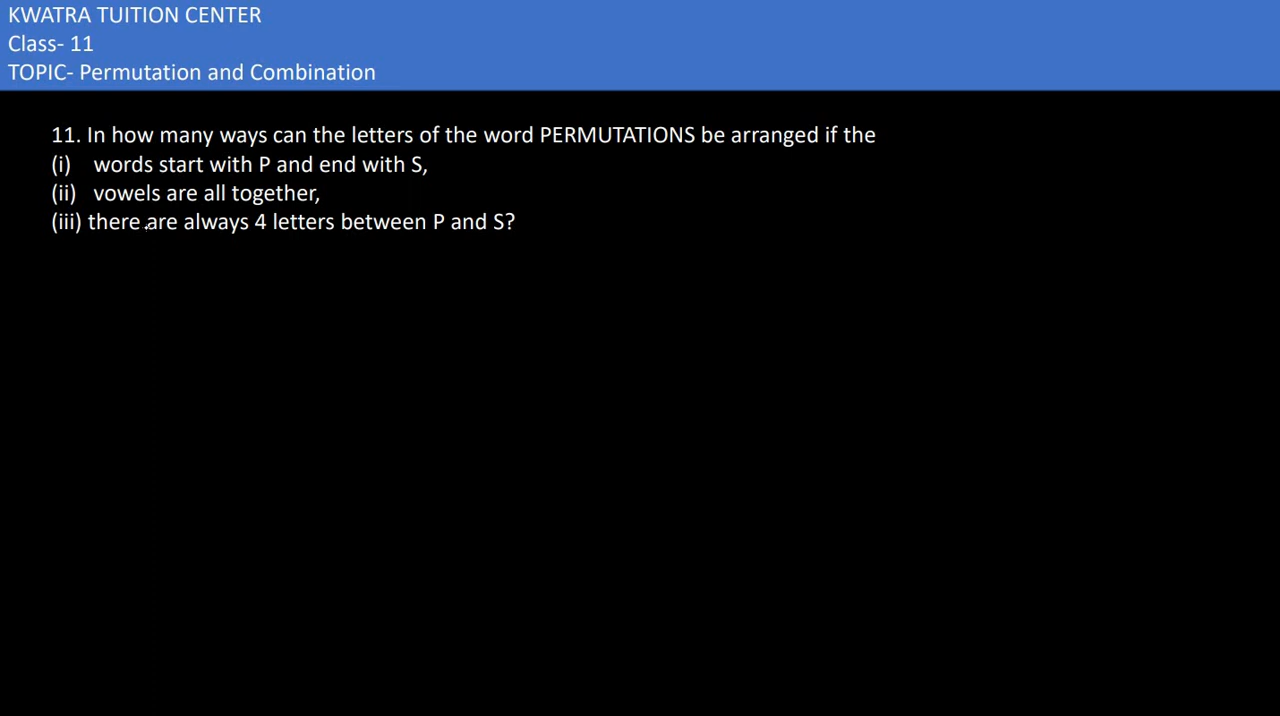 KWATRA TUITION CENTER
Class- 11
TOPIC- Permutation and Combination
11. In how many ways can the letters of the word PERMUTATIONS be arranged if the
(i) words start with P and end with S,
(ii) vowels are all together,
(iii) there are always 4 letters between P and S?